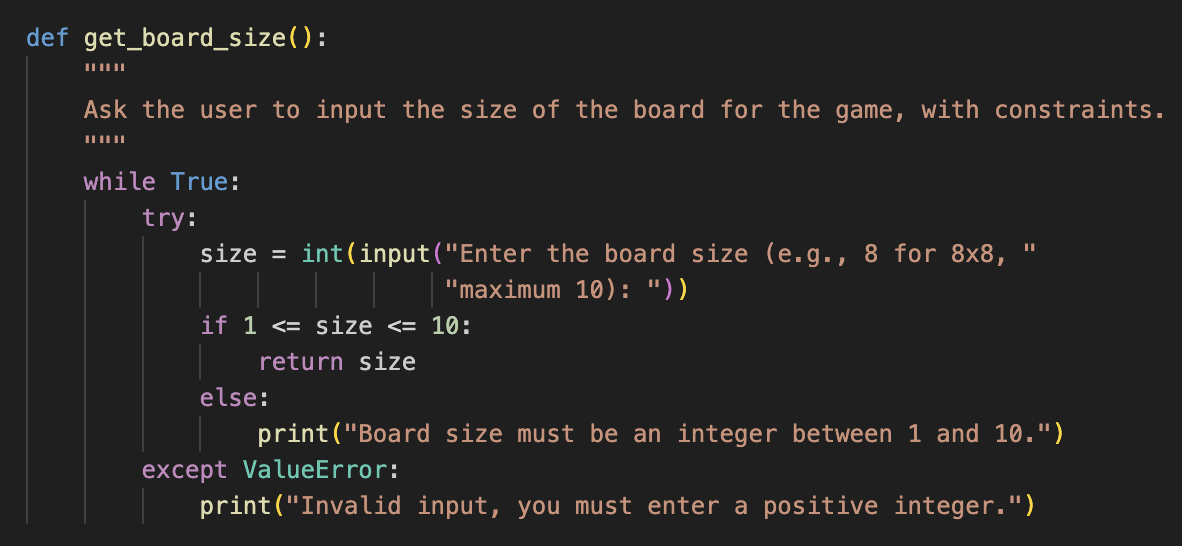 def get_board_size():
    """
    Ask the user to input the size of the board for the game, with constraints.
    """
    while True:
        try:
            size = int(input("Enter the board size (e.g., 8 for 8x8, "
                             "maximum 10): "))
            if 1 <= size <= 10:
                return size
            else:
                print("Board size must be an integer between 1 and 10.")
        except ValueError:
            print("Invalid input, you must enter a positive integer.")